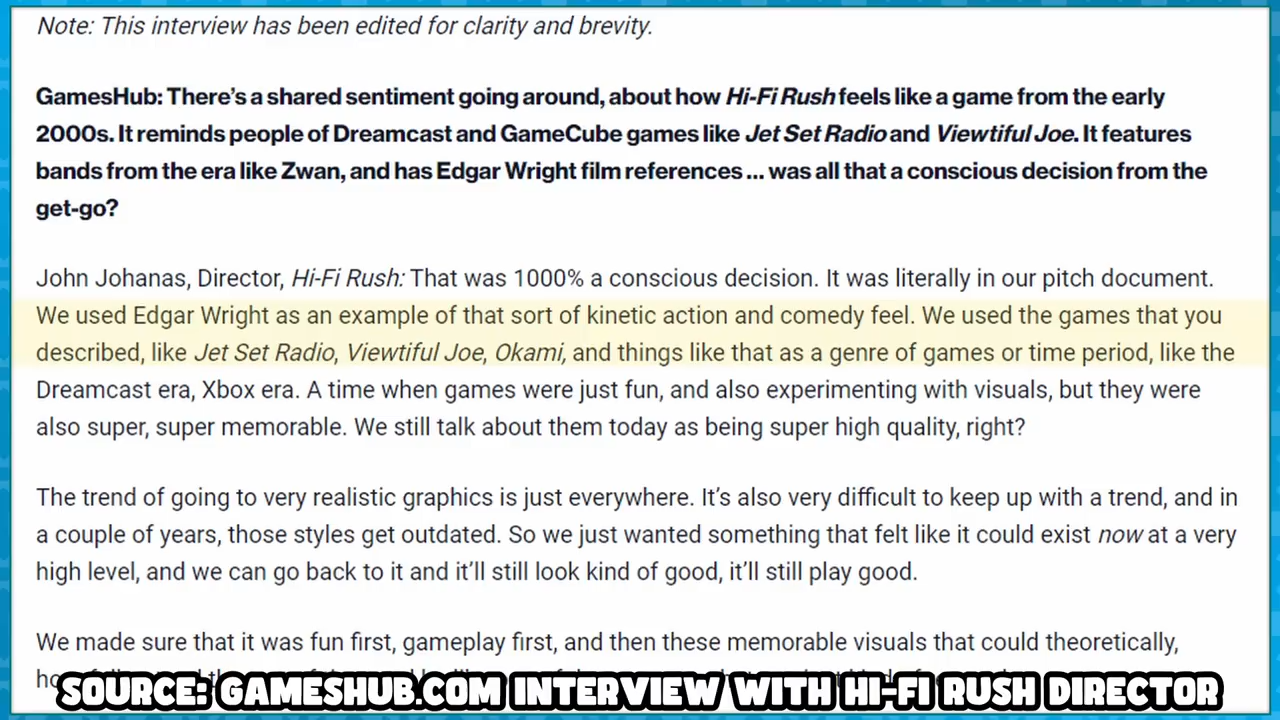 Note: This interview has been edited for clarity and brevity.
GamesHub: There's a shared sentiment going around, about how Hi-Fi Rush feels like a game from the early
2000s. It reminds people of Dreamcast and GameCube games like Jet Set Radio and Viewtiful Joe. It features
bands from the era like Zwan, and has Edgar Wright film references ... was all that a conscious decision from the
get-go?
John Johanas, Director, Hi-Fi Rush: That was 1000% a conscious decision. It was literally in our pitch document.
We used Edgar Wright as an example of that sort of kinetic action and comedy feel. We used the games that you
described, like Jet Set Radio, Viewtiful Joe, Okami, and things like that as a genre of games or time period, like the
Dreamcast era, Xbox era. A time when games were just fun, and also experimenting with visuals, but they were
also super, super memorable. We still talk about them today as being super high quality, right?
The trend of going to very realistic graphics is just everywhere. It's also very difficult to keep up with a trend, and in
a couple of years, those styles get outdated. So we just wanted something that felt like it could exist now at a very
high level, and we can go back to it and it'll still look kind of good, it'll still play good.
We made sure that it was fun first, gameplay first, and then these memorable visuals that could theoretically,
SOURCE: GAMESHUB.COM INTERVIEW WITH HI-FI RUSH DIRECTOR